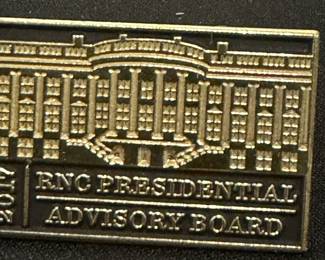 2017
RNC PRESIDENTIAL
ADVISORY BOARD